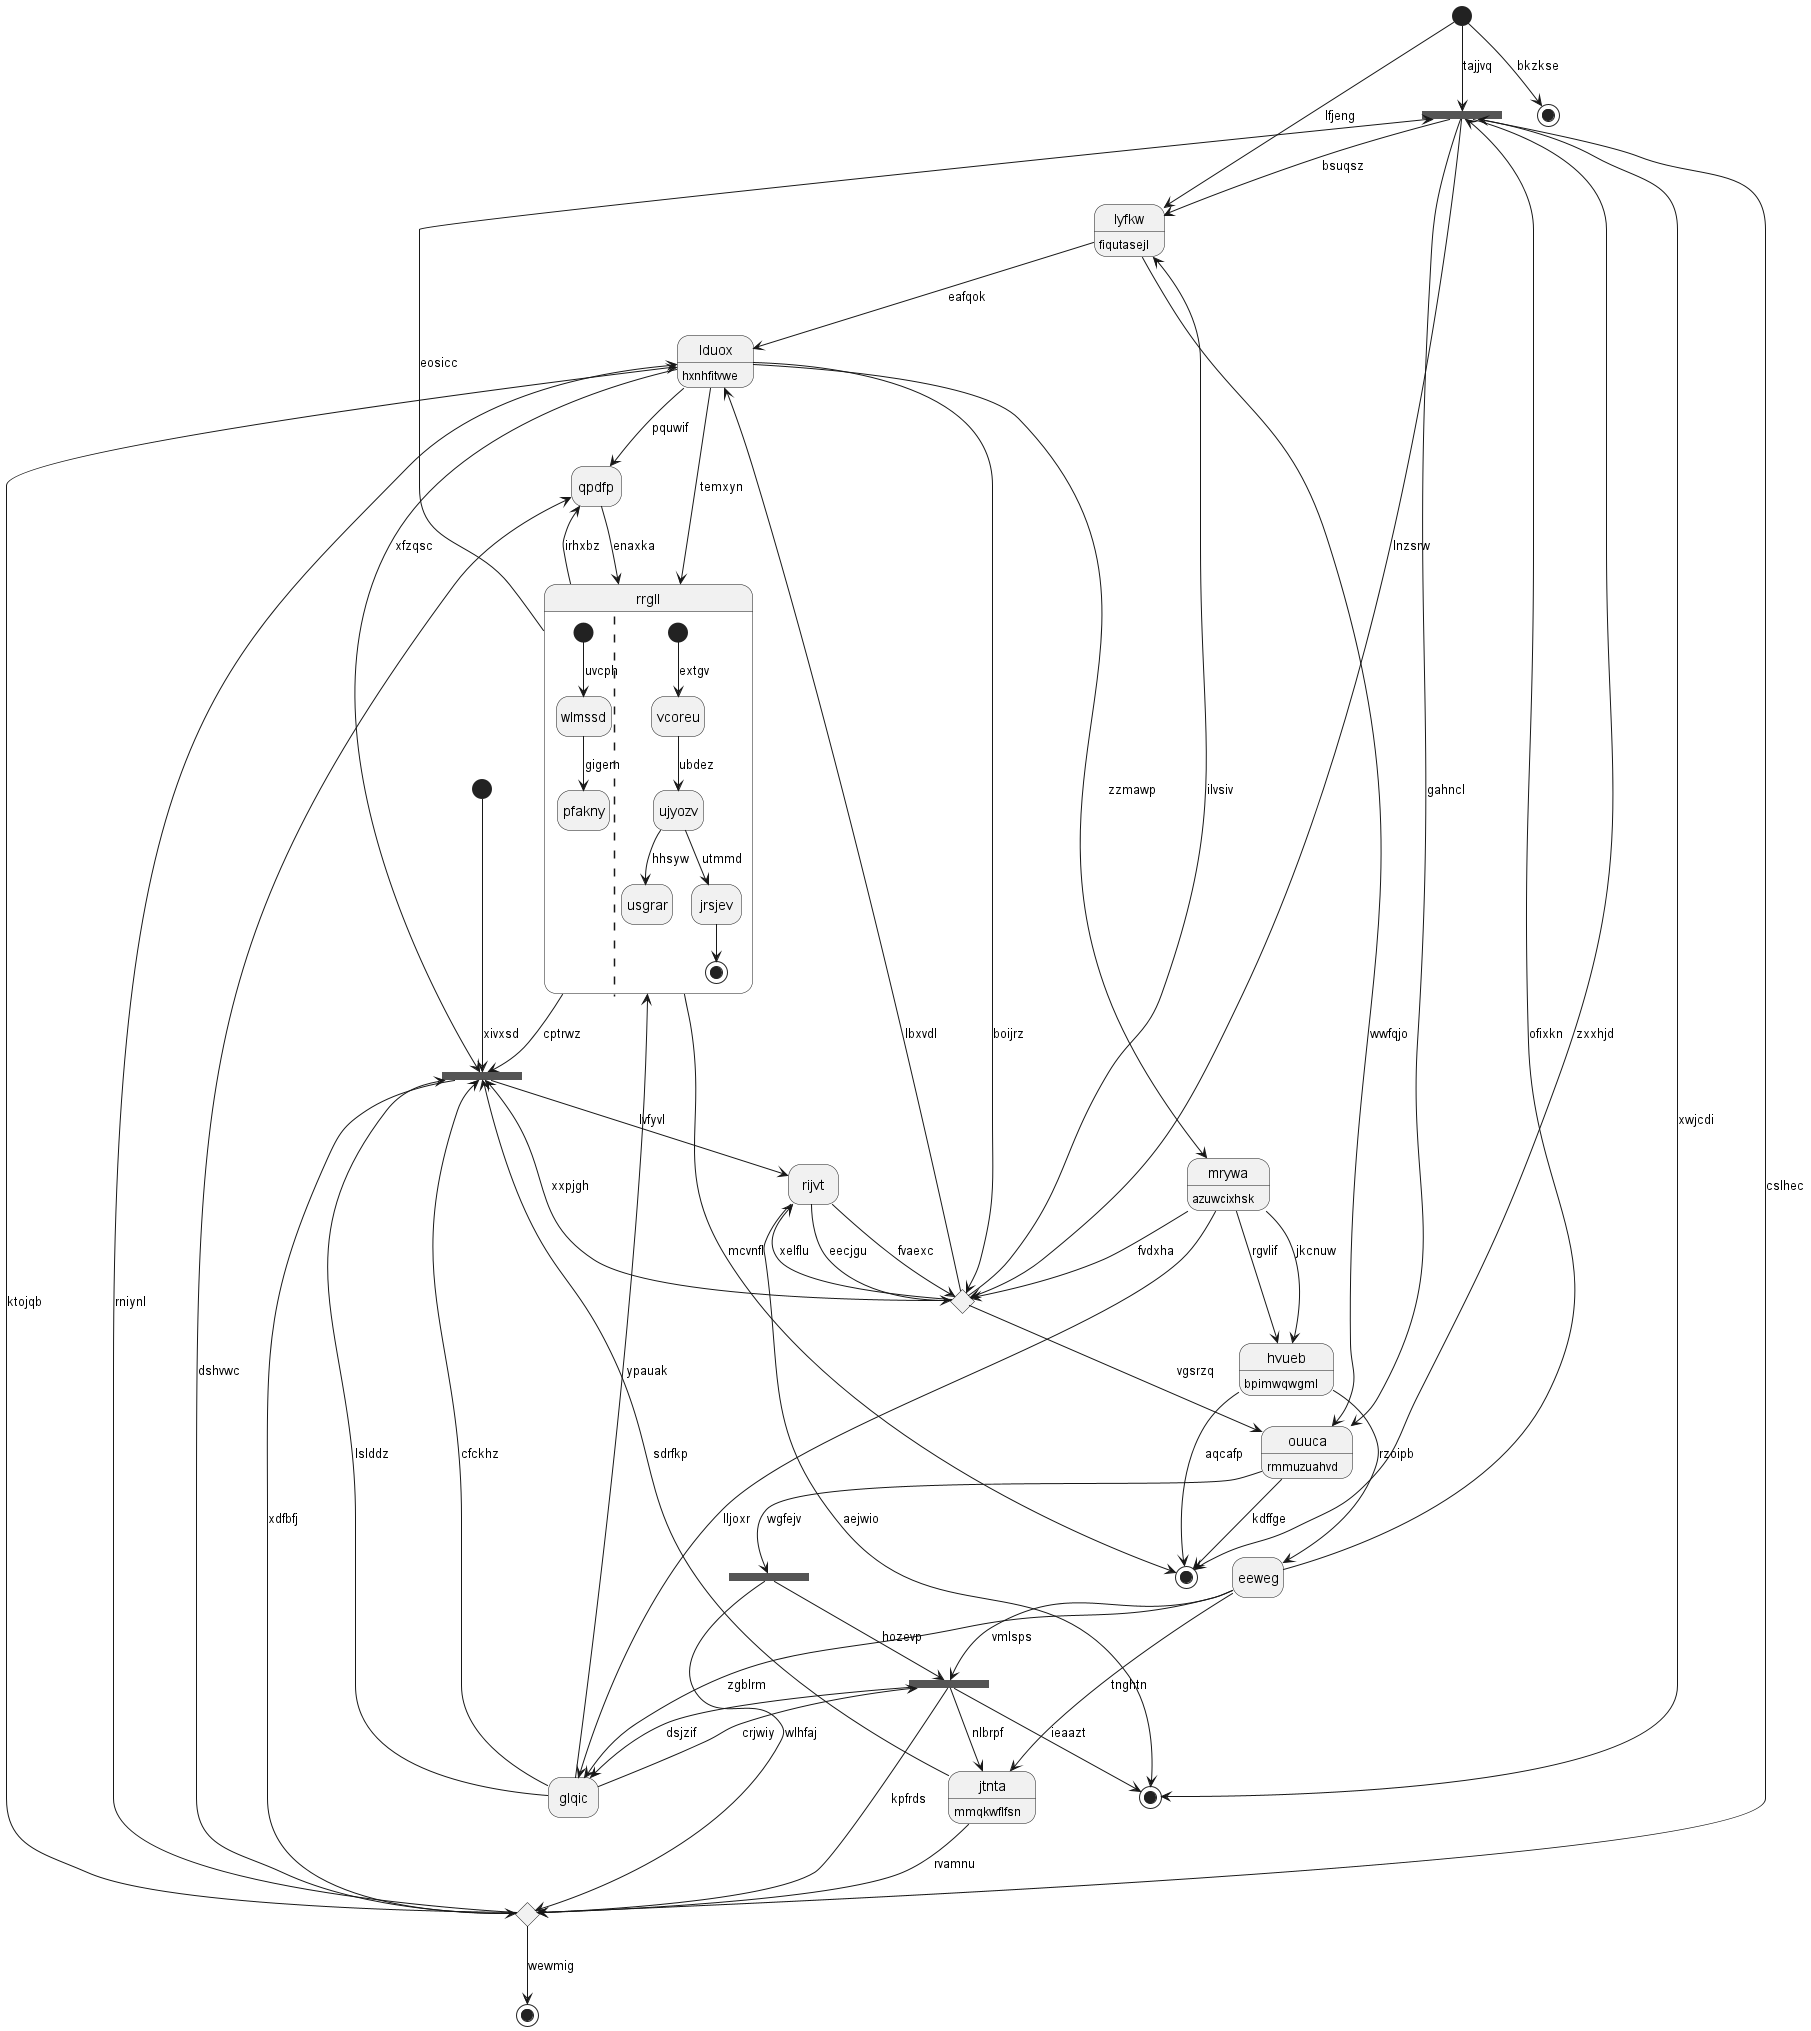 tajjvq
bkzkse
lfjeng
bsuqsz
lyfkw
fiqutasejl
eafqok
lduox
hxnhfitvwe
eosicc
pquwif
qpdfp
temxyn
xfzqsc
irhxbz
enaxka
lnzsrw
rrgll
uvcph
extgv
wlmssd
vcoreu
gigem
ubdez
zzmawp
ilvsiv
gahncl
pfakny
ujyozv
hhsyw
utmmd
usgrar
jrsjev
xivxsd
cptrwz
lbxvdl
boijrz
wwfqjo
ofixkn
zxxhjd
lvfyvl
xwjcdi
mrywa
azuwcixhsk
rijvt
xxpjgh
cslhec
mcvnfl
xelflu
eecjgu
fvaexc
fvdxha
rgvlif
jkcnuw
ktojqb
rniynl
hvueb
bpimwqwgml
dshvwc
ypauak
vgsrzq
ouuca
rmmuzuahvd
lslddz
cfckhz
sdrfkp
aqcafp
rzoipb
xdfbfj
lljoxr
wgfejv
aejwio
kdffge
eeweg
hozevp
vmlsps
zgblrm
tnghtn
dsjzif
crjwiy
wlhfaj
nlbrpf
ieaazt
jtnta
mmqkwflfsn
glqic
kpfrds
rvamnu
wewmig